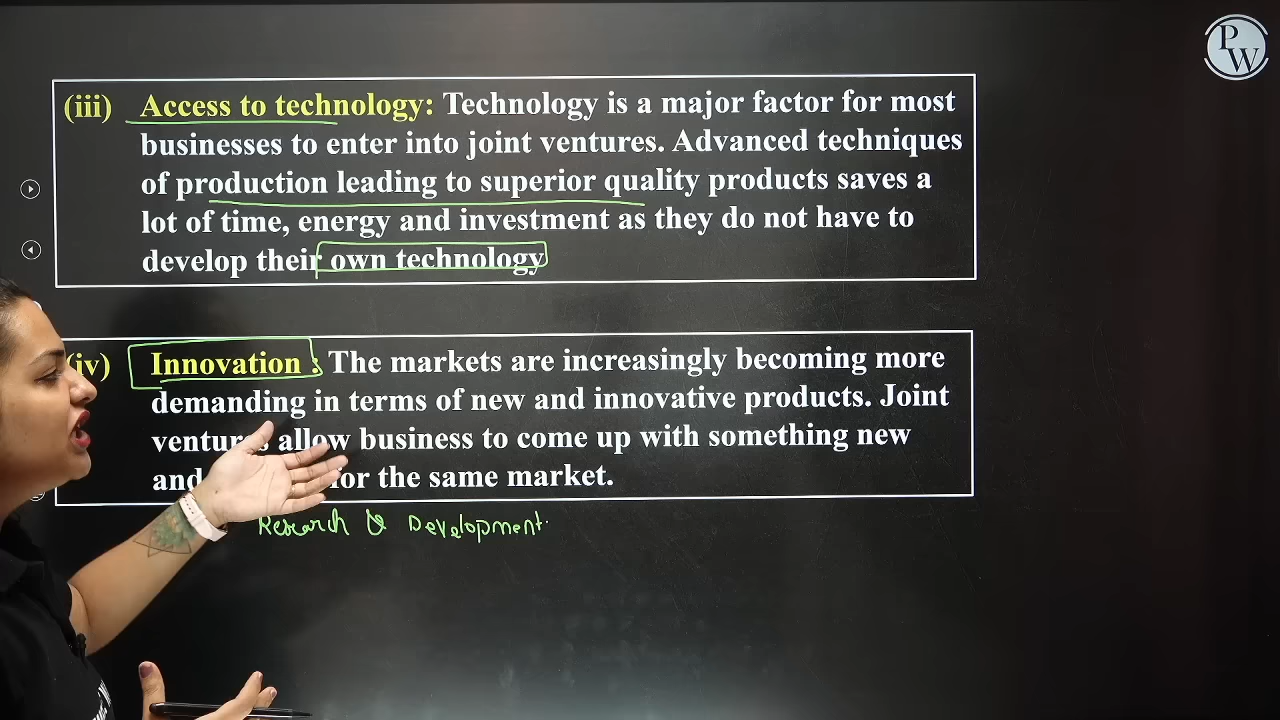 PW
(iii) Access to technology: Technology is a major factor for most
businesses to enter into joint ventures. Advanced techniques
of production leading to superior quality products saves a
lot of time, energy and investment as they do not have to
develop their own technology
(iv) Innovation : The markets are increasingly becoming more
demanding in terms of new and innovative products. Joint
ventures allow business to come up with something new
and for the same market.
Research & Development.